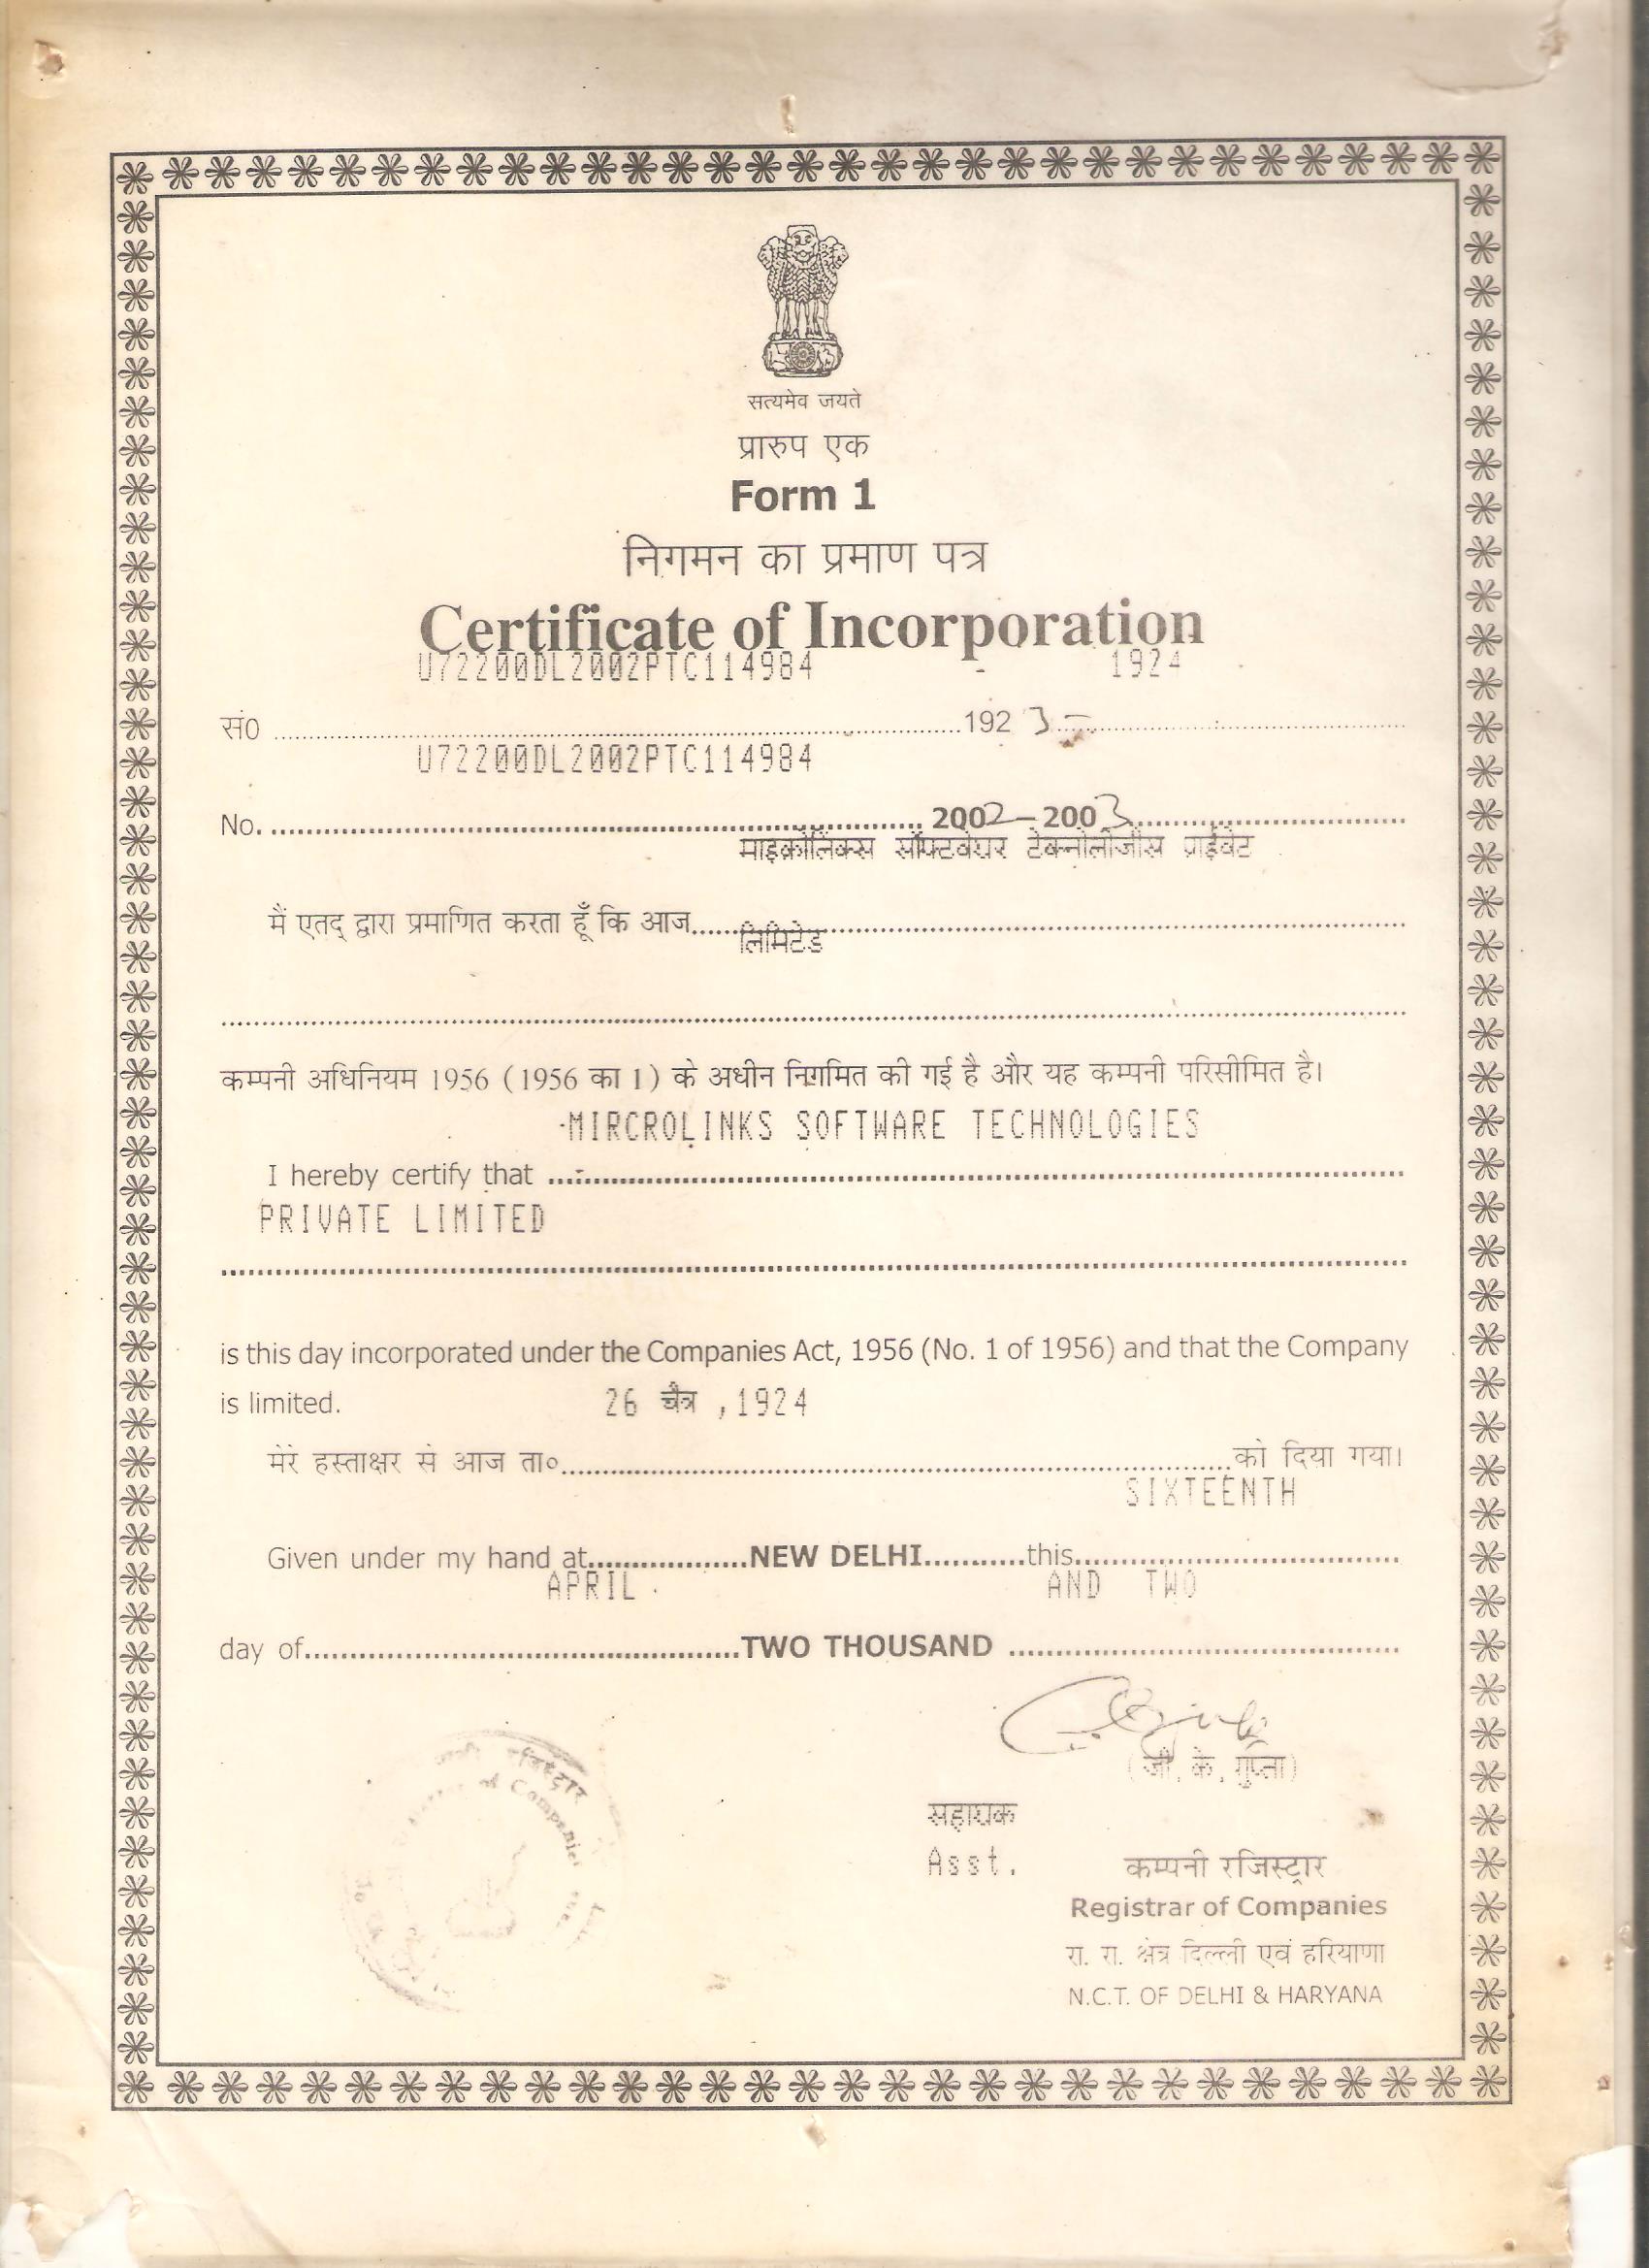 सत्यमेव जयते
प्रारुप एक
Form 1
निगमन का प्रमाण पत्र
Certificate of Incorporation
U72200DL2002PTC114984 - 1924
सं0 ........................192 3 ........................
U72200DL2002PTC114984
No. ........................ 2002-2003........................
माइक्रोलिंक्स सॉफ्टवेयर टेक्नोलोजीस प्राईवेट
मैं एतद् द्वारा प्रमाणित करता हूँ कि आज........................
लिमिटेड
कम्पनी अधिनियम 1956 (1956 का 1) के अधीन निगमित की गई है और यह कम्पनी परिसीमित है।
MIRCROLINKS SOFTWARE TECHNOLOGIES
I hereby certify that ........................
PRIVATE LIMITED
is this day incorporated under the Companies Act, 1956 (No. 1 of 1956) and that the Company
is limited. 26 चैत्र ,1924
मेरे हस्ताक्षर से आज ता०........................को दिया गया।
SIXTEENTH
Given under my hand at..................NEW DELHI............this........................
APRIL AND TWO
day of........................TWO THOUSAND ........................
(जी. के. गुप्ता)
रजिस्ट्रार
of Companies
सहायक
Asst. कम्पनी रजिस्ट्रार
Registrar of Companies
रा. रा. क्षेत्र दिल्ली एवं हरियाणा
N.C.T. OF DELHI & HARYANA